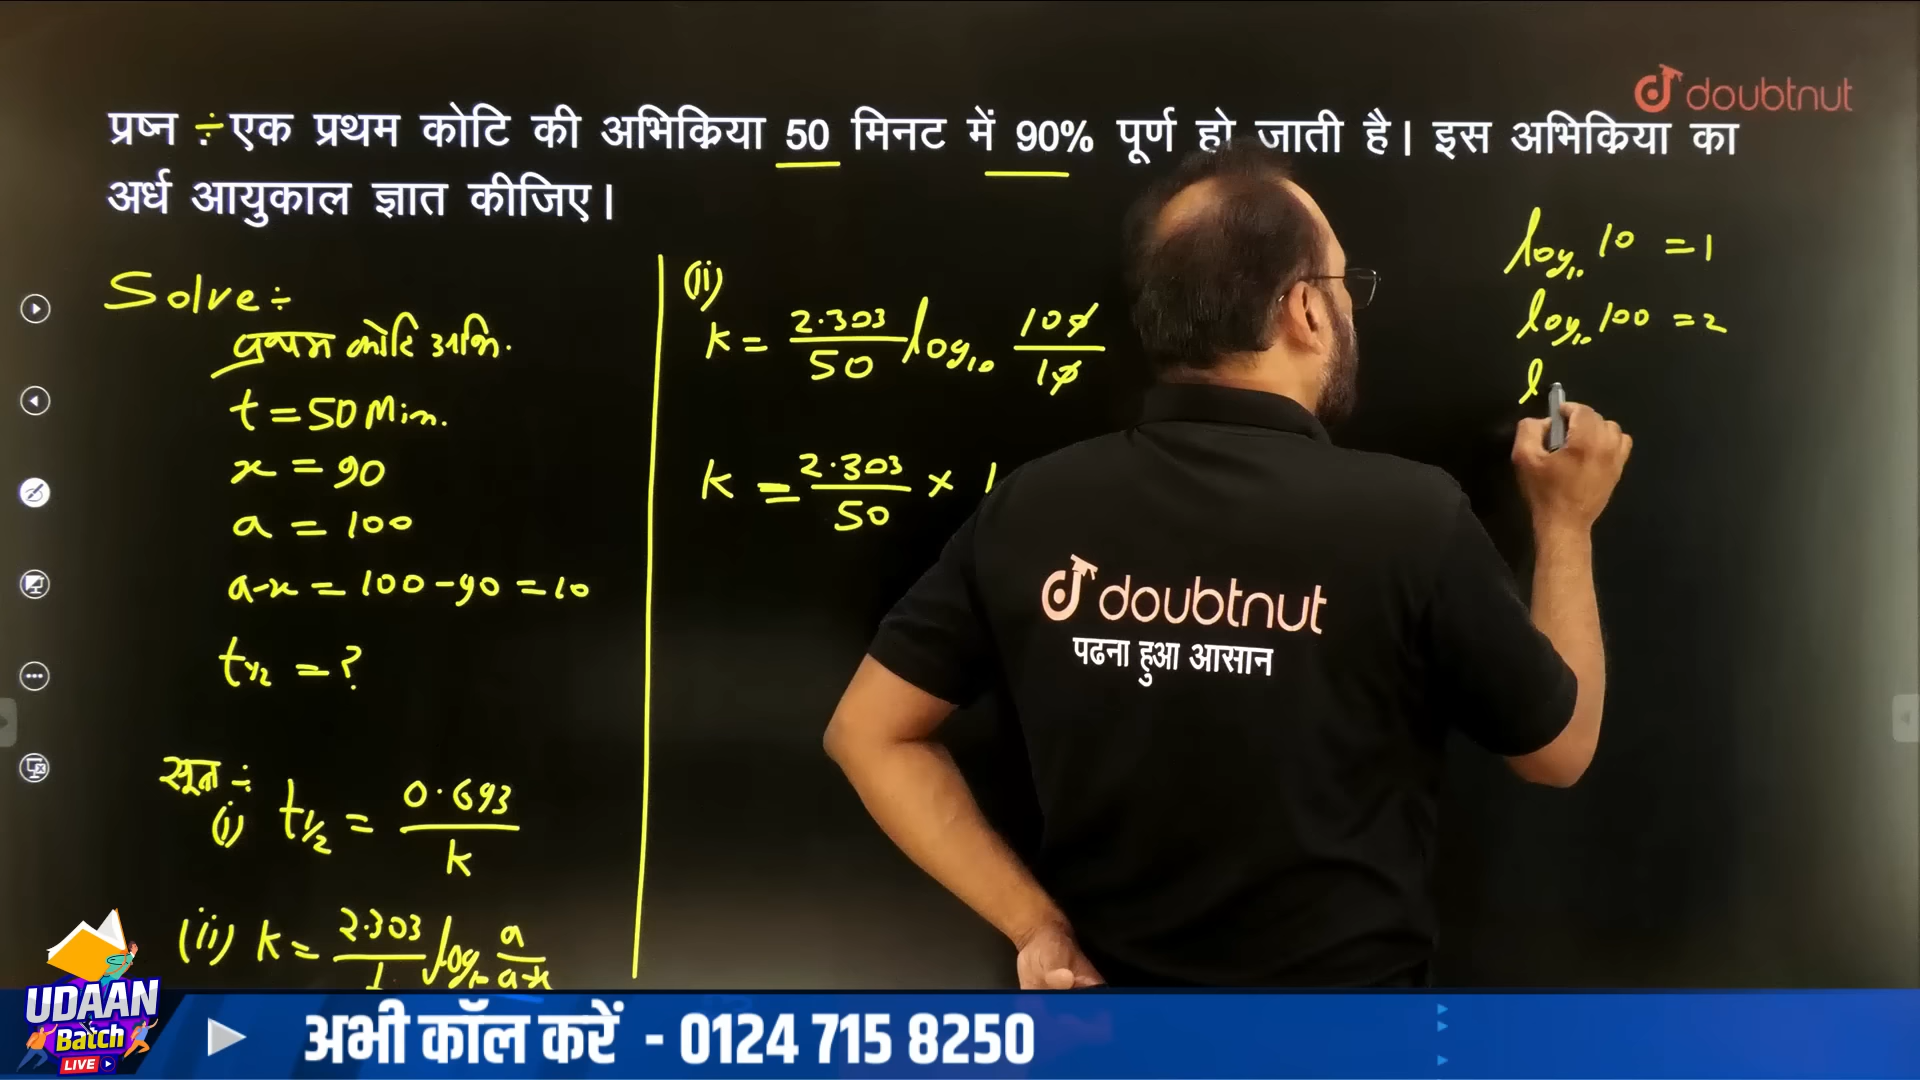 doubtnut
प्रष्न ÷ एक प्रथम कोटि की अभिक्रिया 50 मिनट में 90% पूर्ण हो जाती है। इस अभिक्रिया का
अर्ध आयुकाल ज्ञात कीजिए।
Solve ÷
प्रथम कोटि अभि.
t = 50 Min.
x = 90
a = 100
a-x = 100 - 90 = 10
t½ = ?
सूत्र ÷
(i) t1/2 = 0.693 / K
(ii) K = 2.303 / t log10 a / a-x
(ii)
K = 2.303 / 50 log10 100 / 10
K = 2.303 / 50 × 1
log10 10 = 1
log10 100 = 2
l
doubtnut
पढना हुआ आसान
UDAAN
Batch
LIVE
अभी कॉल करें - 0124 715 8250